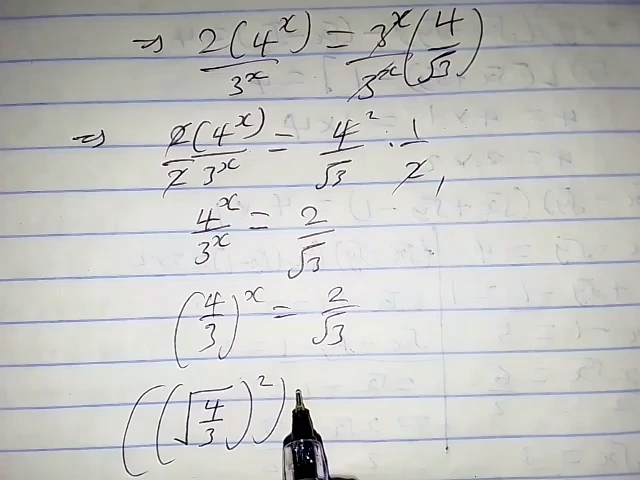 ⇒ 2(4^x)/3^x = 3^x/3^x (4/√3)
⇒ 2(4^x)/2 3^x = 4^2/√3 · 1/2,
4^x/3^x = 2/√3
(4/3)^x = 2/√3
((√4/3)^2)